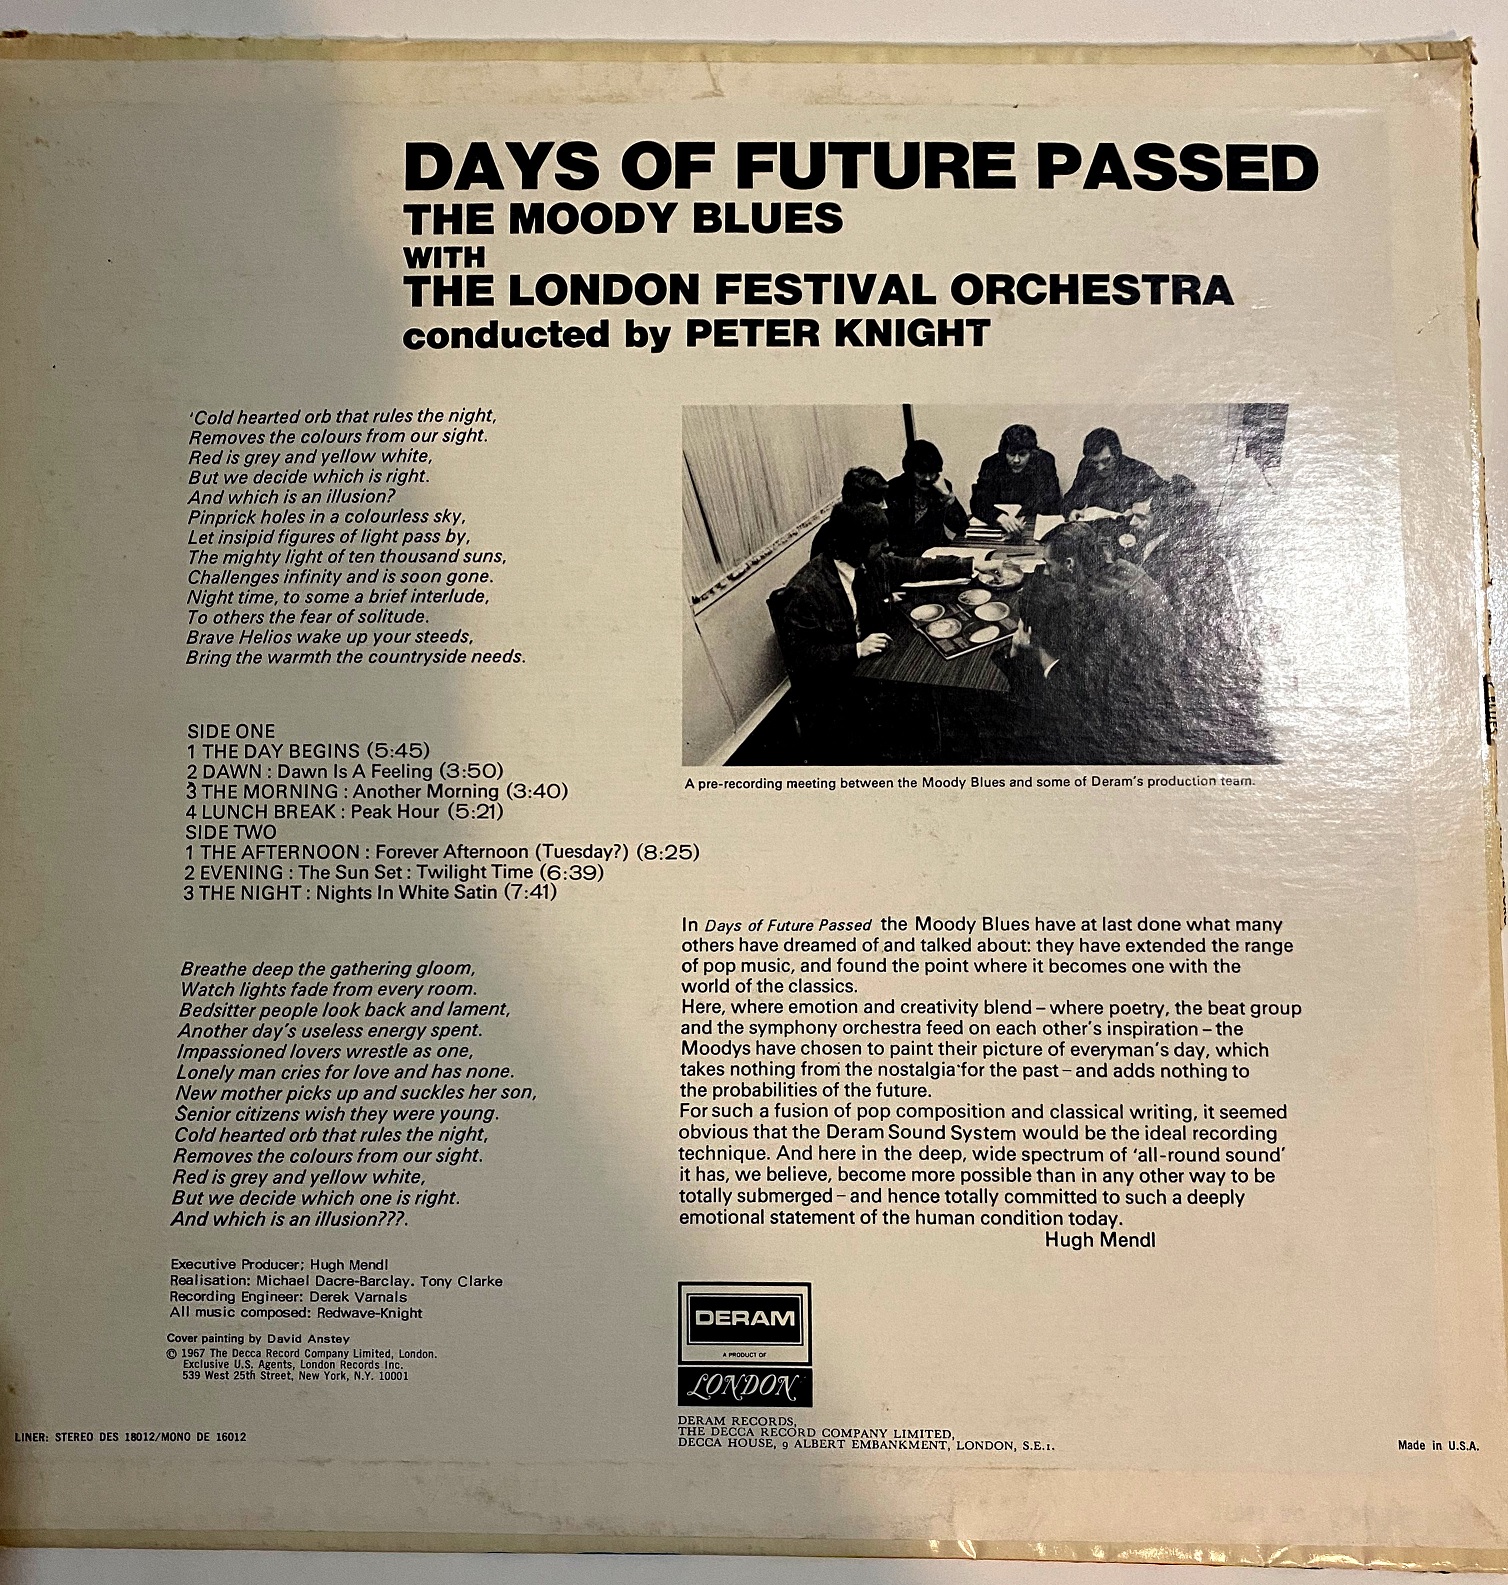 DAYS OF FUTURE PASSED
THE MOODY BLUES
WITH
THE LONDON FESTIVAL ORCHESTRA
conducted by PETER KNIGHT
'Cold hearted orb that rules the night,
Removes the colours from our sight.
Red is grey and yellow white,
But we decide which is right.
And which is an illusion?
Pinprick holes in a colourless sky,
Let insipid figures of light pass by,
The mighty light of ten thousand suns,
Challenges infinity and is soon gone.
Night time, to some a brief interlude,
To others the fear of solitude.
Brave Helios wake up your steeds,
Bring the warmth the countryside needs.
SIDE ONE
1 THE DAY BEGINS (5:45)
2 DAWN : Dawn Is A Feeling (3:50)
3 THE MORNING : Another Morning (3:40)
4 LUNCH BREAK : Peak Hour (5:21)
SIDE TWO
1 THE AFTERNOON : Forever Afternoon (Tuesday?) (8:25)
2 EVENING : The Sun Set : Twilight Time (6:39)
3 THE NIGHT : Nights In White Satin (7:41)
Breathe deep the gathering gloom,
Watch lights fade from every room.
Bedsitter people look back and lament,
Another day's useless energy spent.
Impassioned lovers wrestle as one,
Lonely man cries for love and has none.
New mother picks up and suckles her son,
Senior citizens wish they were young.
Cold hearted orb that rules the night,
Removes the colours from our sight.
Red is grey and yellow white,
But we decide which one is right.
And which is an illusion???.
Executive Producer; Hugh Mendl
Realisation: Michael Dacre-Barclay. Tony Clarke
Recording Engineer: Derek Varnals
All music composed: Redwave-Knight
Cover painting by David Anstey
© 1967 The Decca Record Company Limited, London.
Exclusive U.S. Agents, London Records Inc.
539 West 25th Street, New York, N.Y. 10001
LINER: STEREO DES 18012/MONO DE 16012
A pre-recording meeting between the Moody Blues and some of Deram's production team.
In Days of Future Passed the Moody Blues have at last done what many
others have dreamed of and talked about: they have extended the range
of pop music, and found the point where it becomes one with the
world of the classics.
Here, where emotion and creativity blend – where poetry, the beat group
and the symphony orchestra feed on each other's inspiration – the
Moodys have chosen to paint their picture of everyman's day, which
takes nothing from the nostalgia for the past – and adds nothing to
the probabilities of the future.
For such a fusion of pop composition and classical writing, it seemed
obvious that the Deram Sound System would be the ideal recording
technique. And here in the deep, wide spectrum of 'all-round sound'
it has, we believe, become more possible than in any other way to be
totally submerged – and hence totally committed to such a deeply
emotional statement of the human condition today.
Hugh Mendl
DERAM
A PRODUCT OF
LONDON
DERAM RECORDS,
THE DECCA RECORD COMPANY LIMITED,
DECCA HOUSE, 9 ALBERT EMBANKMENT, LONDON, S.E.1.
Made in U.S.A.